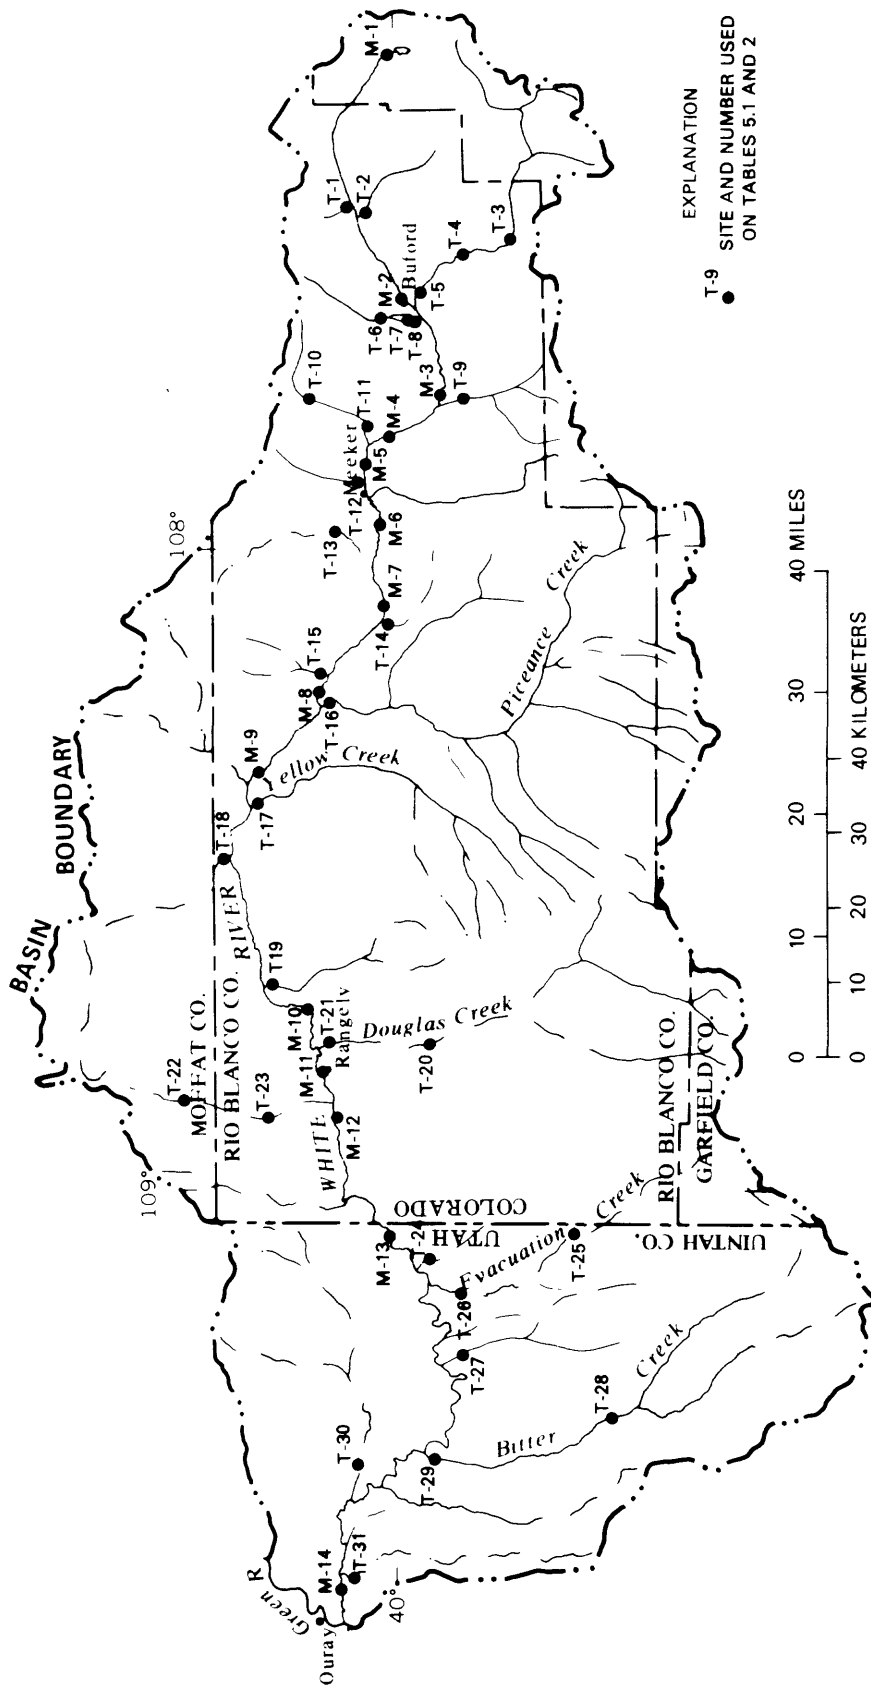 BASIN
BOUNDARY
108°
109°
40°
MOFFAT CO.
RIO BLANCO CO.
WHITE
RIVER
COLORADO
UTAH
UINTAH CO.
RIO BLANCO CO.
GARFIELD CO.
Green R
Ouray
Rangely
Meeker
Buford
Yellow Creek
Piceance Creek
Douglas Creek
Evacuation Creek
Bitter Creek
M-1
M-2
M-3
M-4
M-5
M-6
M-7
M-8
M-9
M-10
M-11
M-12
M-13
M-14
T-1
T-2
T-3
T-4
T-5
T-6
T-7
T-8
T-9
T-10
T-11
T-12
T-13
T-14
T-15
T-16
T-17
T-18
T19
T-20
T-21
T-22
T-23
T-24
T-25
T-26
T-27
T-28
T-29
T-30
T-31
0 10 20 30 40 MILES
0 10 20 30 40 KILOMETERS
EXPLANATION
T-9
SITE AND NUMBER USED
ON TABLES 5.1 AND 2